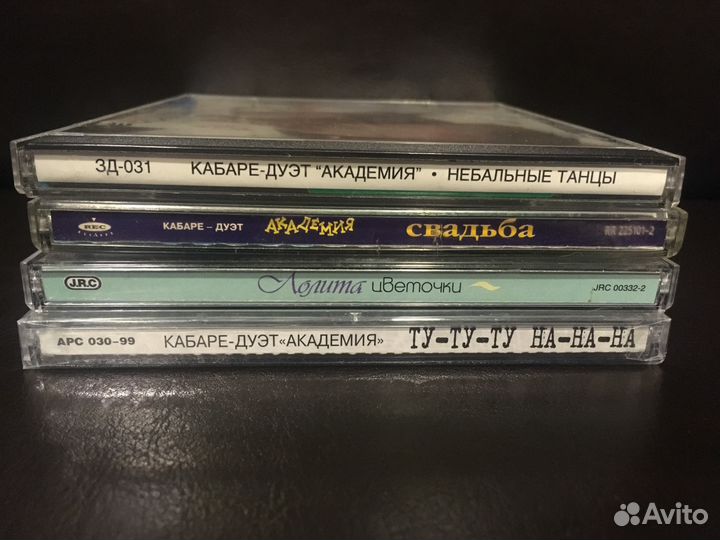 ЗД-031 КАБАРЕ-ДУЭТ "АКАДЕМИЯ" • НЕБАЛЬНЫЕ ТАНЦЫ
REC RECORDS КАБАРЕ – ДУЭТ АКАДЕМИЯ свадьба RR 225101-2
J.R.C Лолита цветочки JRC 00332-2
АРС 030-99 КАБАРЕ-ДУЭТ«АКАДЕМИЯ» ТУ-ТУ-ТУ НА-НА-НА
Avito